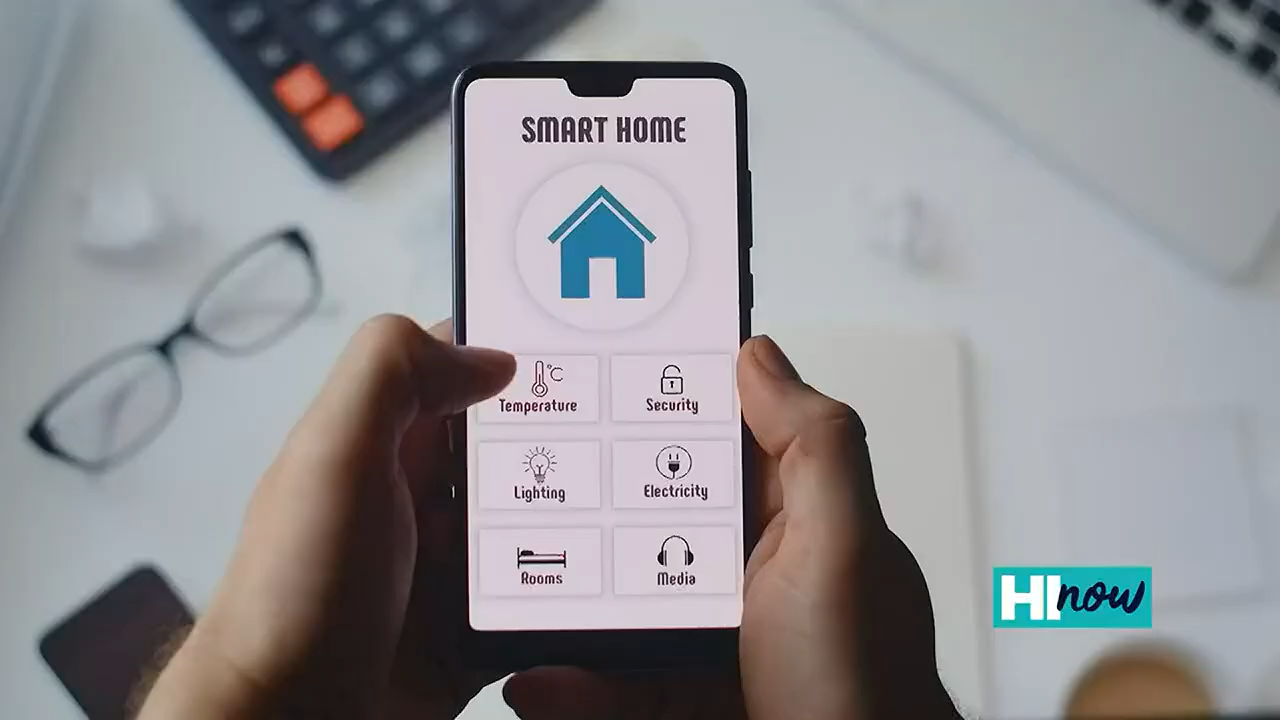 SMART HOME
°C
Temperature
Security
Lighting
Electricity
Rooms
Media
HI now